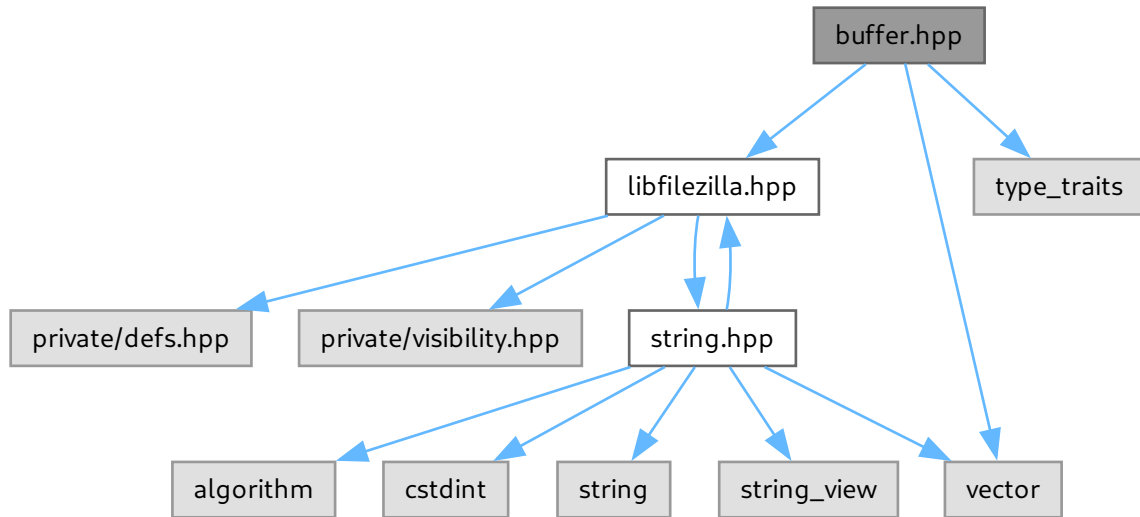 buffer.hpp
libfilezilla.hpp
type_traits
private/defs.hpp
private/visibility.hpp
string.hpp
algorithm
cstdint
string
string_view
vector